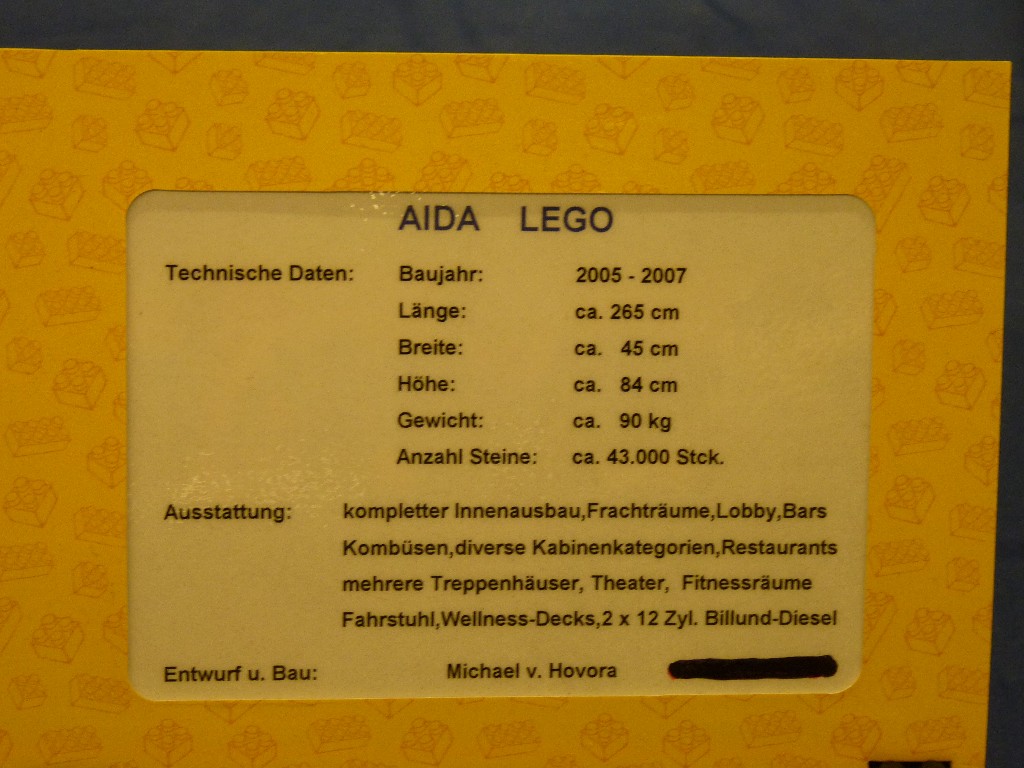 AIDA LEGO
Technische Daten: Baujahr: 2005 - 2007
Länge: ca. 265 cm
Breite: ca. 45 cm
Höhe: ca. 84 cm
Gewicht: ca. 90 kg
Anzahl Steine: ca. 43.000 Stck.
Ausstattung: kompletter Innenausbau,Frachträume,Lobby,Bars
Kombüsen,diverse Kabinenkategorien,Restaurants
mehrere Treppenhäuser, Theater, Fitnessräume
Fahrstuhl,Wellness-Decks,2 x 12 Zyl. Billund-Diesel
Entwurf u. Bau: Michael v. Hovora